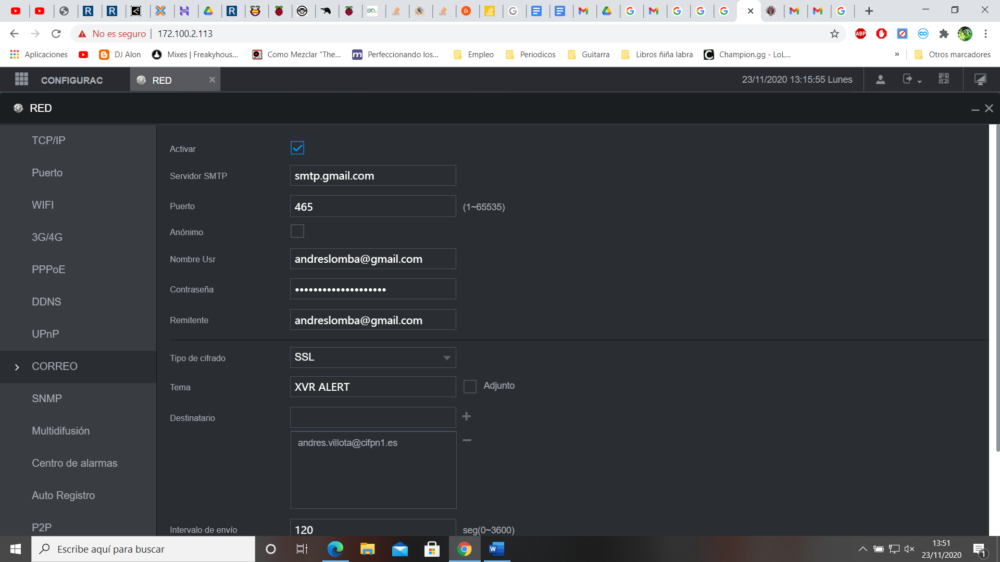 No es seguro
172.100.2.113
Aplicaciones
DJ Alon
Mixes | Freakyhous...
Como Mezclar "The...
Perfeccionando los...
Empleo
Periodicos
Guitarra
Libros ñiña labra
Champion.gg - LoL...
»
Otros marcadores
CONFIGURAC
RED
23/11/2020 13:15:55 Lunes
RED
TCP/IP
Puerto
WIFI
3G/4G
PPPoE
DDNS
UPnP
CORREO
SNMP
Multidifusión
Centro de alarmas
Auto Registro
P2P
Activar
Servidor SMTP
smtp.gmail.com
Puerto
465
(1~65535)
Anónimo
Nombre Usr
andreslomba@gmail.com
Contraseña
••••••••••••••••••••
Remitente
andreslomba@gmail.com
Tipo de cifrado
SSL
Tema
XVR ALERT
Adjunto
Destinatario
andres.villota@cifpn1.es
Intervalo de envío
120
seg(0~3600)
Escribe aquí para buscar
13:51
23/11/2020
1